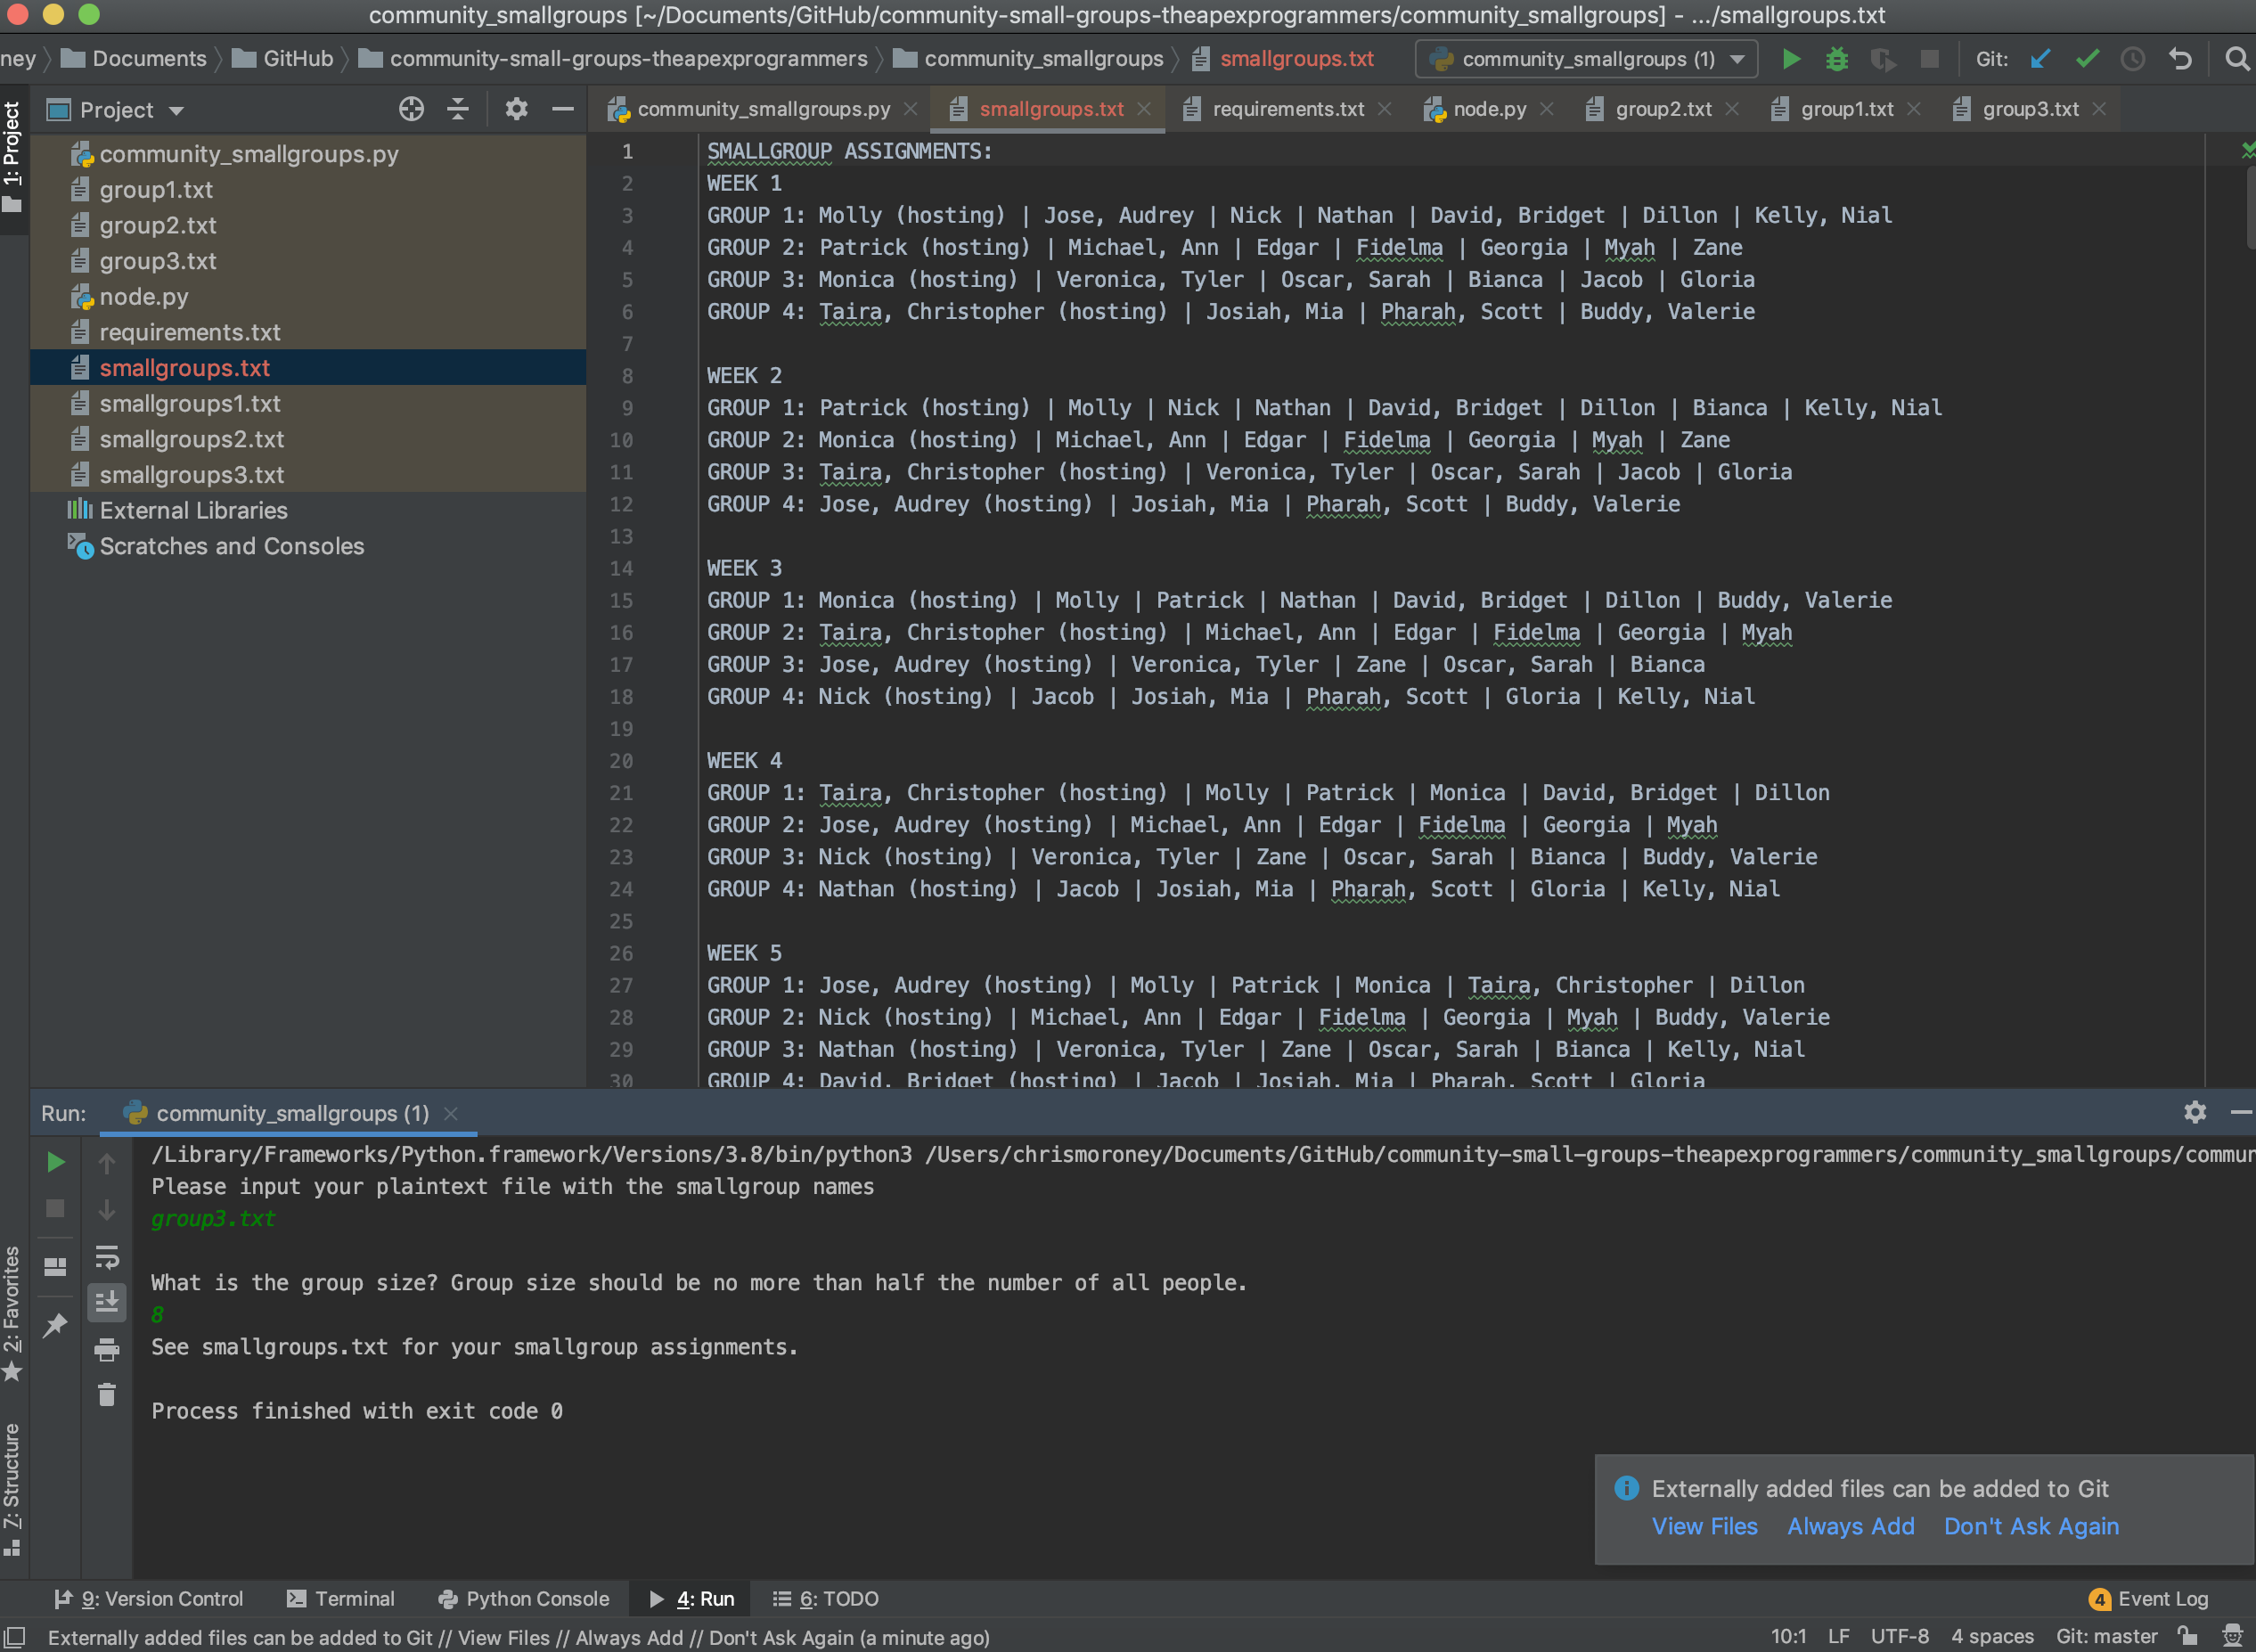 community_smallgroups [~/Documents/GitHub/community-small-groups-theapexprogrammers/community_smallgroups] - .../smallgroups.txt
ney Documents GitHub community-small-groups-theapexprogrammers community_smallgroups smallgroups.txt community_smallgroups (1) Git:
Project community_smallgroups.py smallgroups.txt requirements.txt node.py group2.txt group1.txt group3.txt
1: Project
community_smallgroups.py
group1.txt
group2.txt
group3.txt
node.py
requirements.txt
smallgroups.txt
smallgroups1.txt
smallgroups2.txt
smallgroups3.txt
External Libraries
Scratches and Consoles
1 SMALLGROUP ASSIGNMENTS:
2 WEEK 1
3 GROUP 1: Molly (hosting) | Jose, Audrey | Nick | Nathan | David, Bridget | Dillon | Kelly, Nial
4 GROUP 2: Patrick (hosting) | Michael, Ann | Edgar | Fidelma | Georgia | Myah | Zane
5 GROUP 3: Monica (hosting) | Veronica, Tyler | Oscar, Sarah | Bianca | Jacob | Gloria
6 GROUP 4: Taira, Christopher (hosting) | Josiah, Mia | Pharah, Scott | Buddy, Valerie
7
8 WEEK 2
9 GROUP 1: Patrick (hosting) | Molly | Nick | Nathan | David, Bridget | Dillon | Bianca | Kelly, Nial
10 GROUP 2: Monica (hosting) | Michael, Ann | Edgar | Fidelma | Georgia | Myah | Zane
11 GROUP 3: Taira, Christopher (hosting) | Veronica, Tyler | Oscar, Sarah | Jacob | Gloria
12 GROUP 4: Jose, Audrey (hosting) | Josiah, Mia | Pharah, Scott | Buddy, Valerie
13
14 WEEK 3
15 GROUP 1: Monica (hosting) | Molly | Patrick | Nathan | David, Bridget | Dillon | Buddy, Valerie
16 GROUP 2: Taira, Christopher (hosting) | Michael, Ann | Edgar | Fidelma | Georgia | Myah
17 GROUP 3: Jose, Audrey (hosting) | Veronica, Tyler | Zane | Oscar, Sarah | Bianca
18 GROUP 4: Nick (hosting) | Jacob | Josiah, Mia | Pharah, Scott | Gloria | Kelly, Nial
19
20 WEEK 4
21 GROUP 1: Taira, Christopher (hosting) | Molly | Patrick | Monica | David, Bridget | Dillon
22 GROUP 2: Jose, Audrey (hosting) | Michael, Ann | Edgar | Fidelma | Georgia | Myah
23 GROUP 3: Nick (hosting) | Veronica, Tyler | Zane | Oscar, Sarah | Bianca | Buddy, Valerie
24 GROUP 4: Nathan (hosting) | Jacob | Josiah, Mia | Pharah, Scott | Gloria | Kelly, Nial
25
26 WEEK 5
27 GROUP 1: Jose, Audrey (hosting) | Molly | Patrick | Monica | Taira, Christopher | Dillon
28 GROUP 2: Nick (hosting) | Michael, Ann | Edgar | Fidelma | Georgia | Myah | Buddy, Valerie
29 GROUP 3: Nathan (hosting) | Veronica, Tyler | Zane | Oscar, Sarah | Bianca | Kelly, Nial
30 GROUP 4: David, Bridget (hosting) | Jacob | Josiah, Mia | Pharah, Scott | Gloria
Run: community_smallgroups (1)
/Library/Frameworks/Python.framework/Versions/3.8/bin/python3 /Users/chrismoroney/Documents/GitHub/community-small-groups-theapexprogrammers/community_smallgroups/commun
Please input your plaintext file with the smallgroup names
group3.txt
What is the group size? Group size should be no more than half the number of all people.
8
See smallgroups.txt for your smallgroup assignments.
Process finished with exit code 0
2: Favorites
Z: Structure
Externally added files can be added to Git
View Files Always Add Don't Ask Again
9: Version Control Terminal Python Console 4: Run 6: TODO 4 Event Log
Externally added files can be added to Git // View Files // Always Add // Don't Ask Again (a minute ago) 10:1 LF UTF-8 4 spaces Git: master